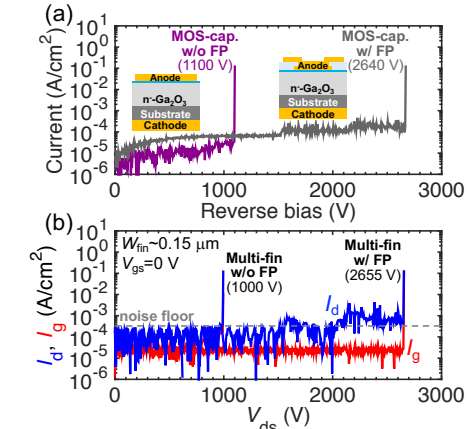 (a)
Current (A/cm²)
10¹
10⁰
10⁻¹
10⁻²
10⁻³
10⁻⁴
10⁻⁵
10⁻⁶
MOS-cap.
w/o FP
(1100 V)
MOS-cap.
w/ FP
(2640 V)
Anode
n⁻-Ga₂O₃
Substrate
Cathode
Anode
n⁻-Ga₂O₃
Substrate
Cathode
0 1000 2000 3000
Reverse bias (V)
(b)
I_d, I_g (A/cm²)
10¹
10⁰
10⁻¹
10⁻²
10⁻³
10⁻⁴
10⁻⁵
10⁻⁶
W_fin~0.15 μm
V_gs=0 V
Multi-fin
w/o FP
(1000 V)
Multi-fin
w/ FP
(2655 V)
noise floor
I_d
I_g
0 1000 2000 3000
V_ds (V)